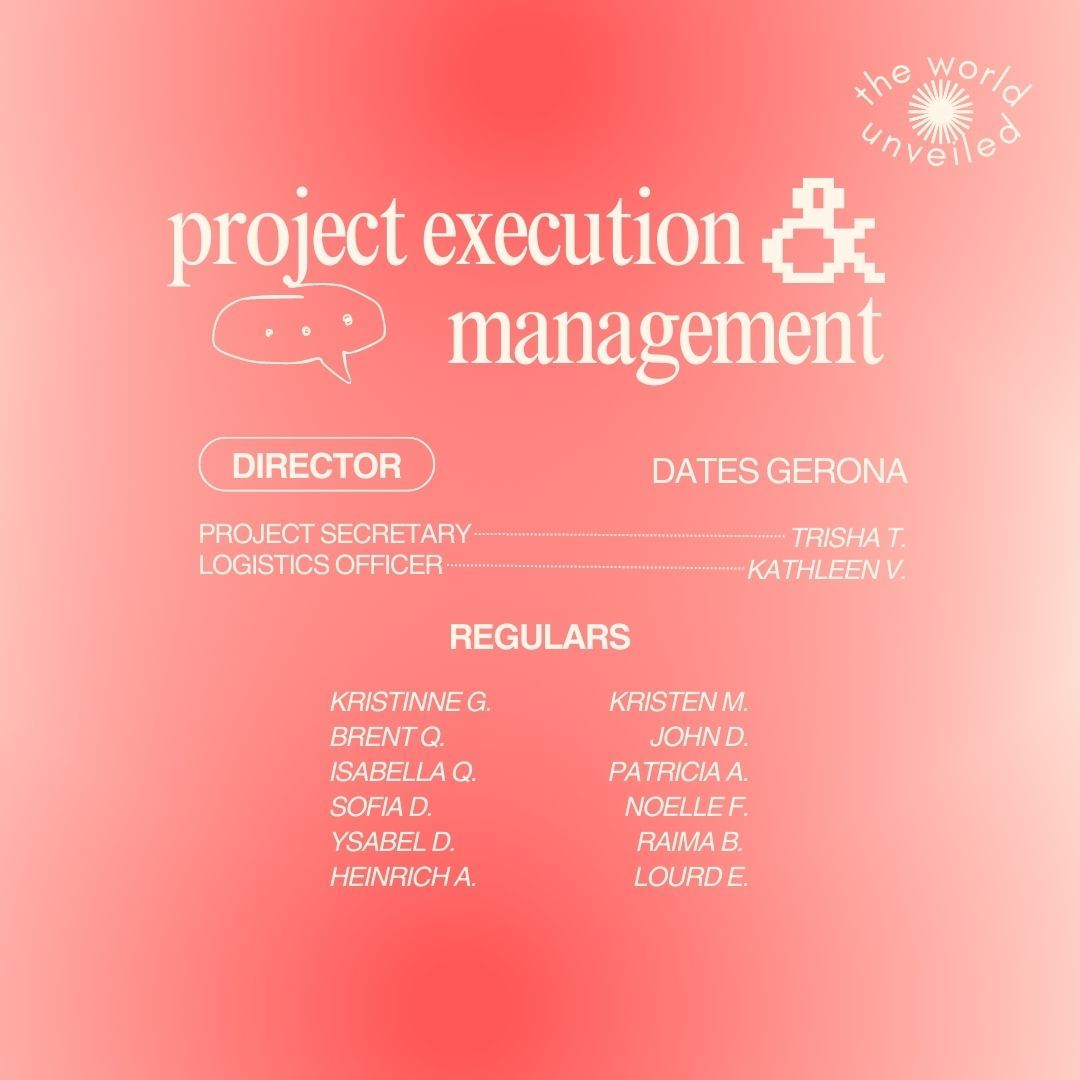 the world
unveiled
project execution &
management
DIRECTOR
DATES GERONA
PROJECT SECRETARY TRISHA T.
LOGISTICS OFFICER KATHLEEN V.
REGULARS
KRISTINNE G.
BRENT Q.
ISABELLA Q.
SOFIA D.
YSABEL D.
HEINRICH A.
KRISTEN M.
JOHN D.
PATRICIA A.
NOELLE F.
RAIMA B.
LOURD E.